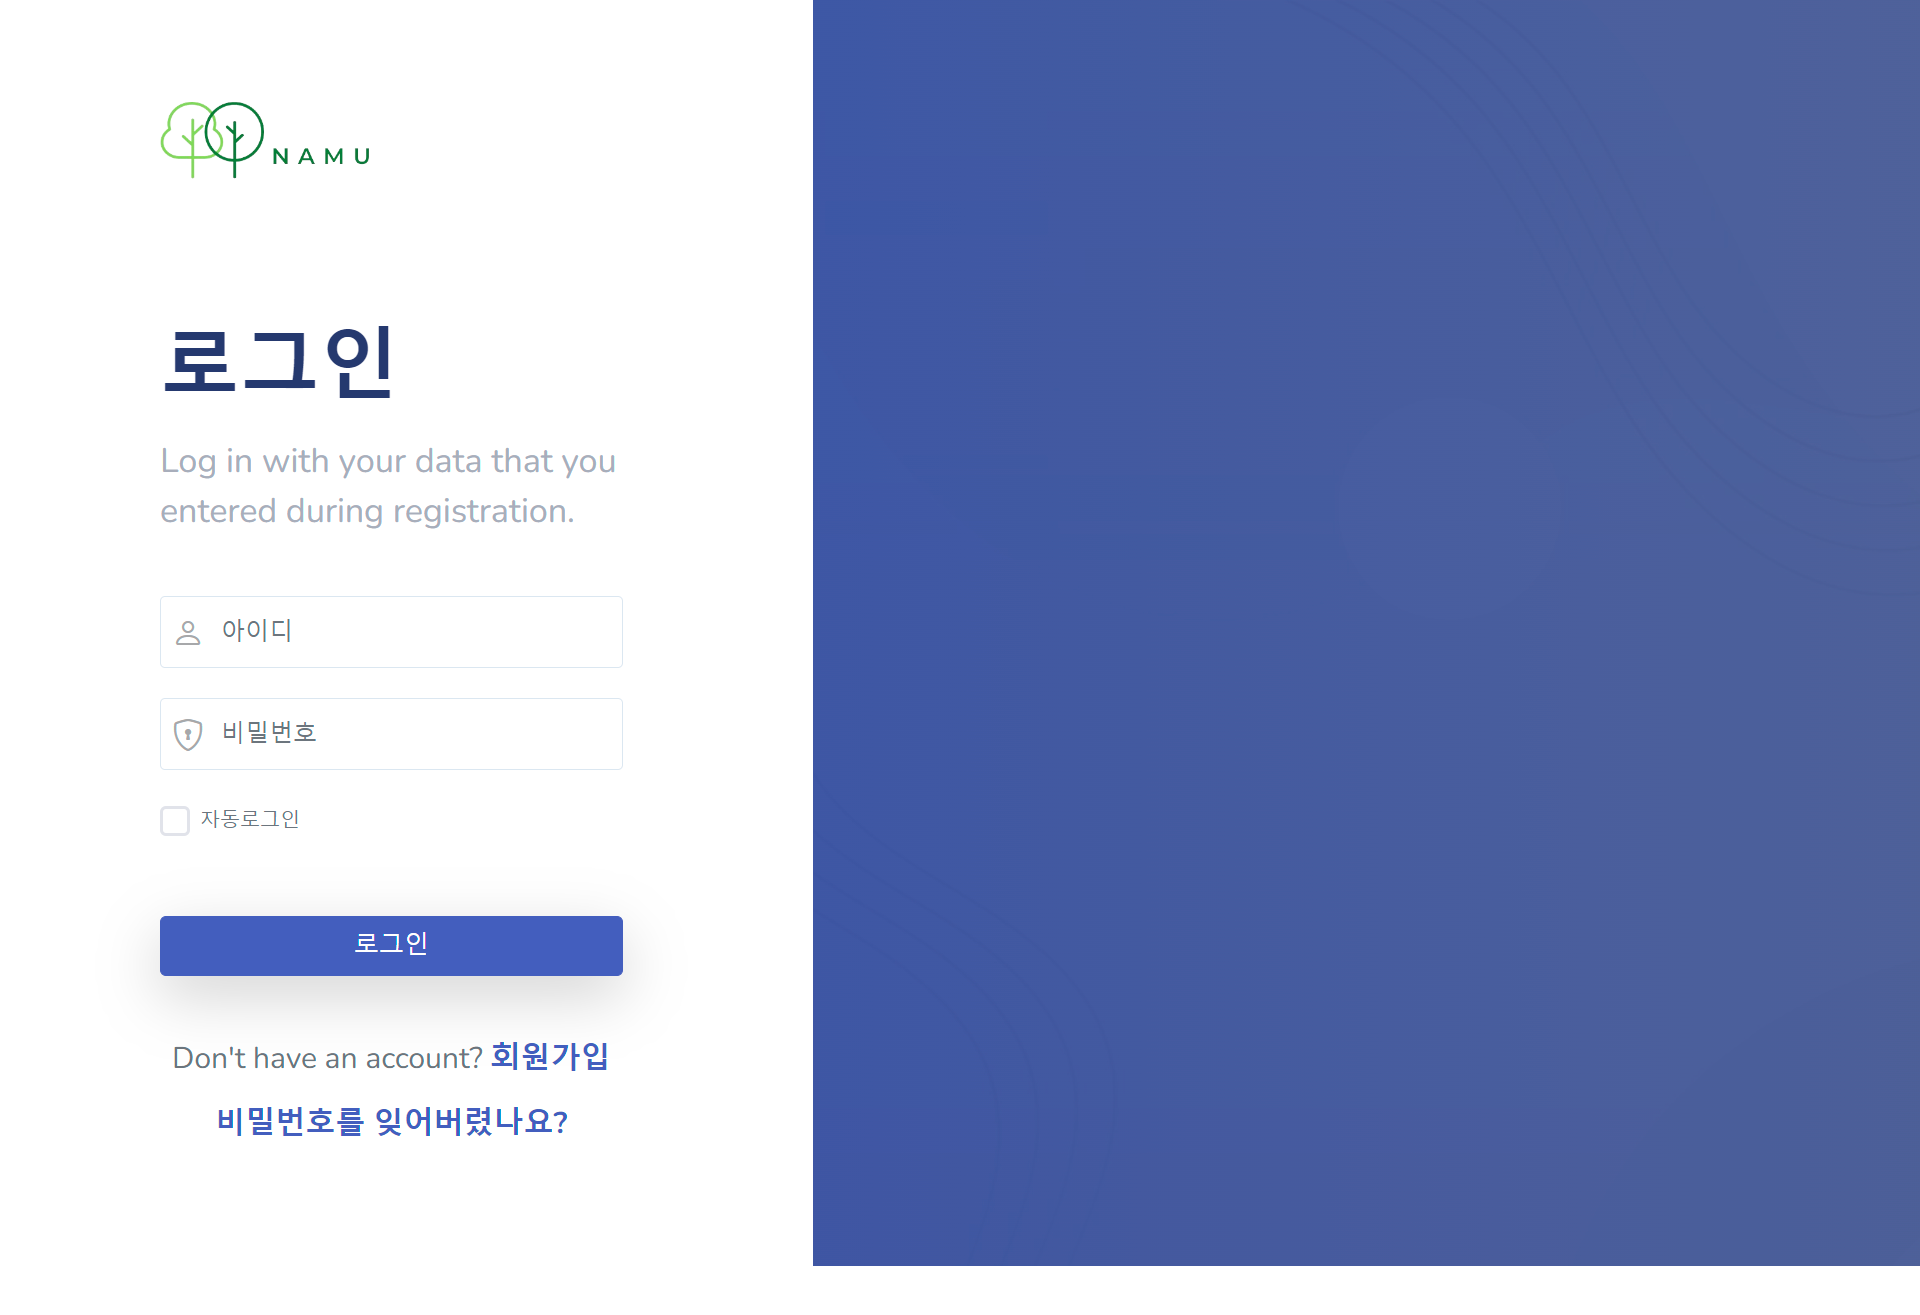 NAMU
로그인
Log in with your data that you
entered during registration.
아이디
비밀번호
자동로그인
로그인
Don't have an account? 회원가입
비밀번호를 잊어버렸나요?